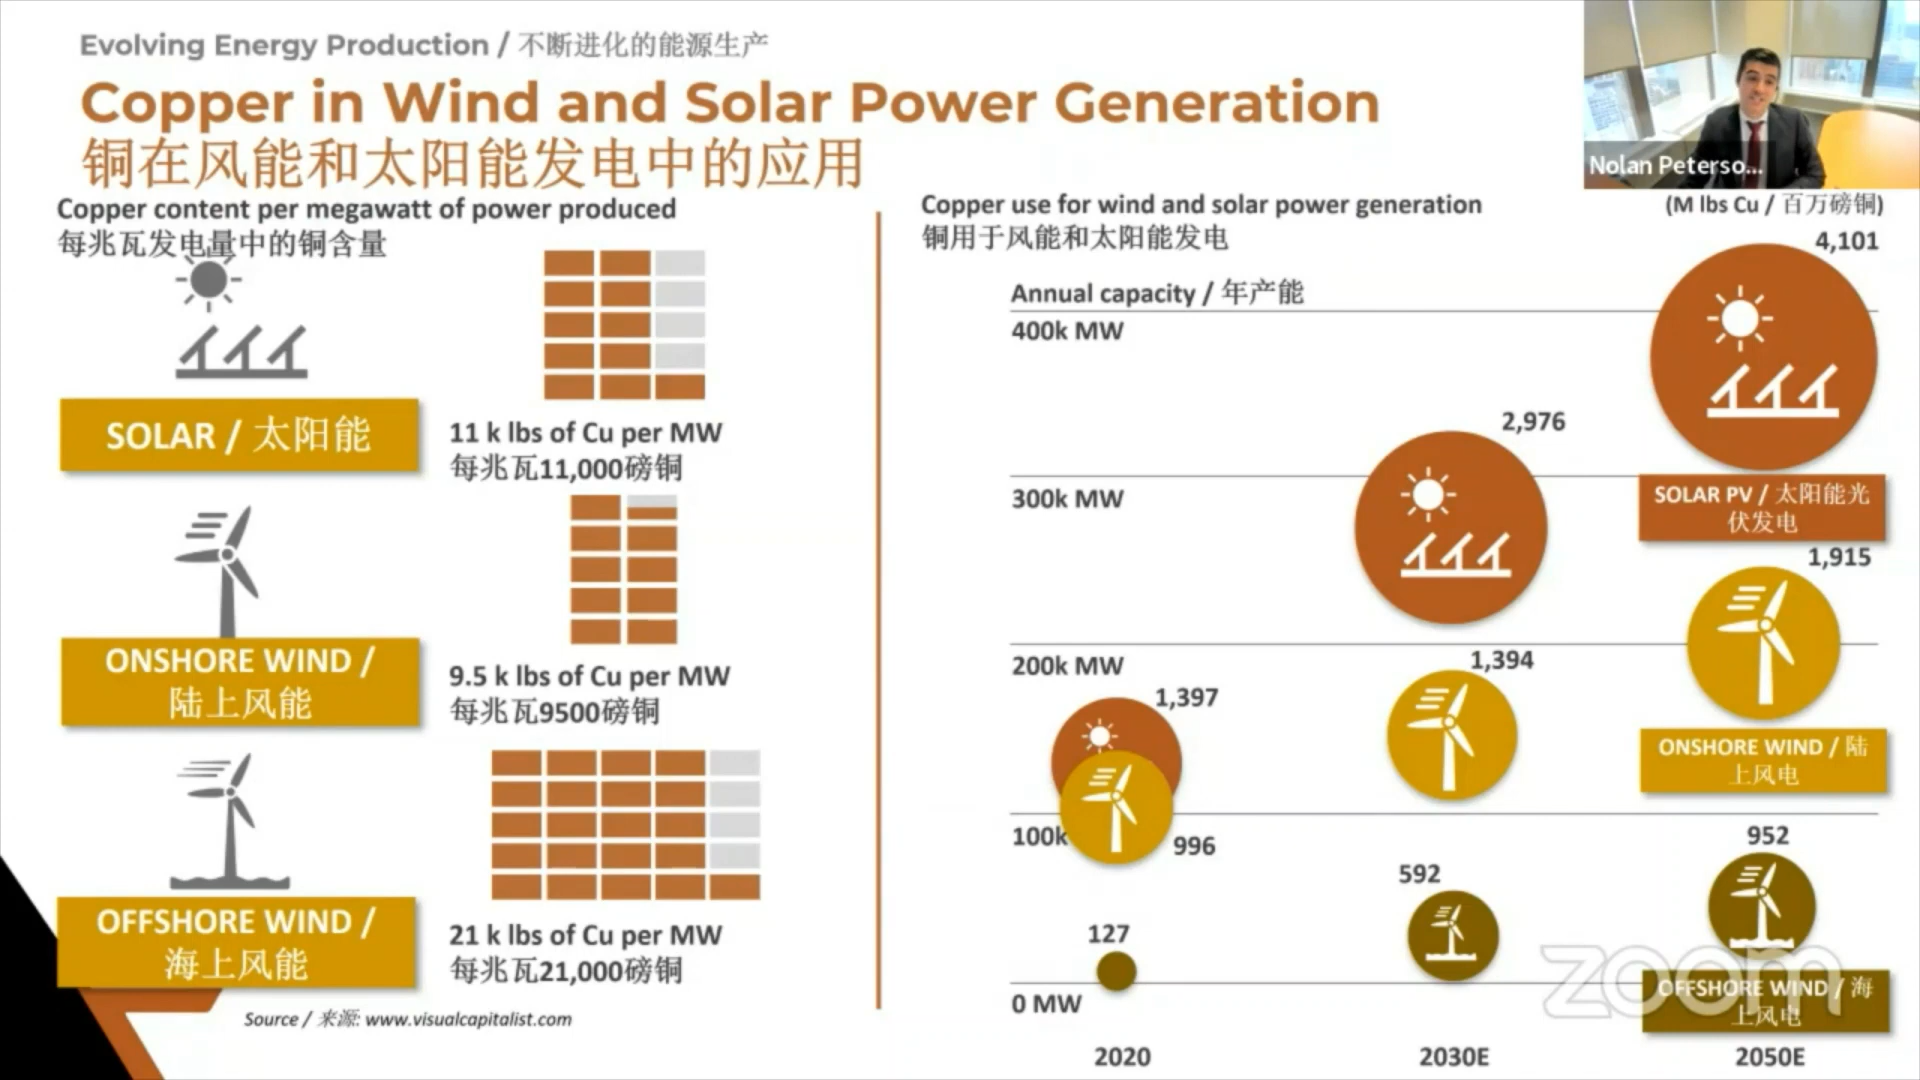 Evolving Energy Production / 不断进化的能源生产
Copper in Wind and Solar Power Generation
铜在风能和太阳能发电中的应用
Nolan Peterso...
Copper content per megawatt of power produced
每兆瓦发电量中的铜含量
SOLAR / 太阳能
11 k lbs of Cu per MW
每兆瓦11,000磅铜
ONSHORE WIND /
陆上风能
9.5 k lbs of Cu per MW
每兆瓦9500磅铜
OFFSHORE WIND /
海上风能
21 k lbs of Cu per MW
每兆瓦21,000磅铜
Source / 来源: www.visualcapitalist.com
Copper use for wind and solar power generation
铜用于风能和太阳能发电
(M lbs Cu / 百万磅铜)
4,101
Annual capacity / 年产能
400k MW
2,976
300k MW
SOLAR PV / 太阳能光
伏发电
1,915
200k MW
1,394
1,397
ONSHORE WIND / 陆
上风电
100k
996
952
592
127
zoom
OFFSHORE WIND / 海
上风电
0 MW
2020
2030E
2050E